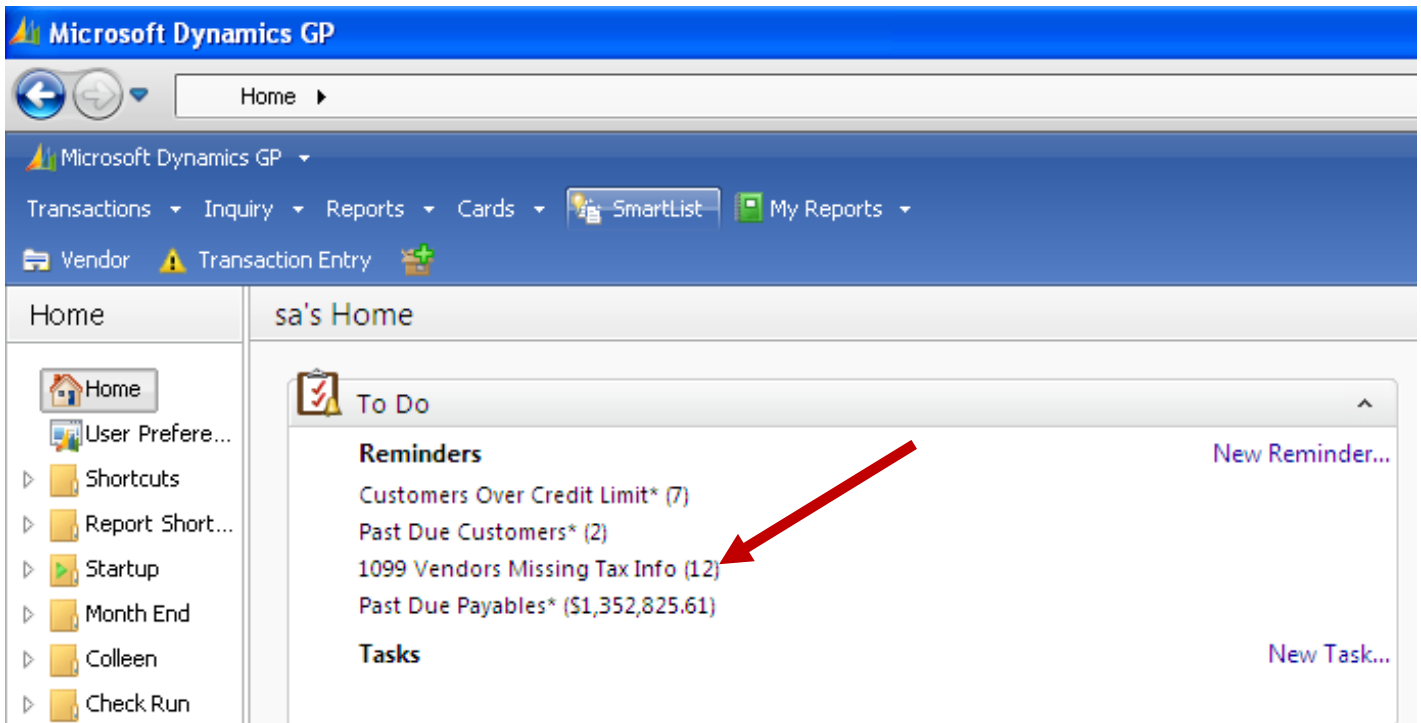 Microsoft Dynamics GP
Home
Microsoft Dynamics GP
Transactions Inquiry Reports Cards SmartList My Reports
Vendor Transaction Entry
Home
sa's Home
Home
User Prefere...
Shortcuts
Report Short...
Startup
Month End
Colleen
Check Run
To Do
Reminders New Reminder...
Customers Over Credit Limit* (7)
Past Due Customers* (2)
1099 Vendors Missing Tax Info (12)
Past Due Payables* ($1,352,825.61)
Tasks New Task...